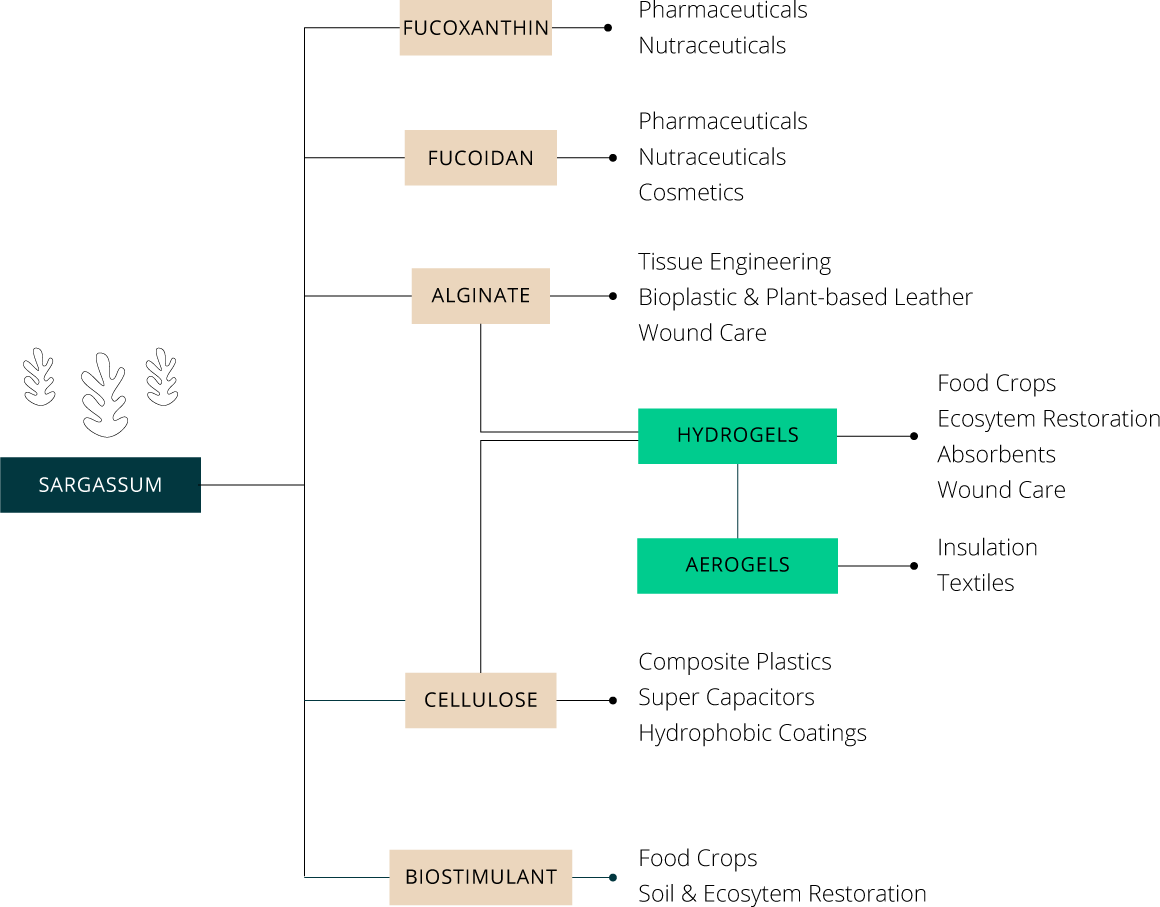 FUCOXANTHIN
Pharmaceuticals
Nutraceuticals
FUCOIDAN
Pharmaceuticals
Nutraceuticals
Cosmetics
ALGINATE
Tissue Engineering
Bioplastic & Plant-based Leather
Wound Care
HYDROGELS
Food Crops
Ecosytem Restoration
Absorbents
Wound Care
SARGASSUM
AEROGELS
Insulation
Textiles
CELLULOSE
Composite Plastics
Super Capacitors
Hydrophobic Coatings
BIOSTIMULANT
Food Crops
Soil & Ecosytem Restoration